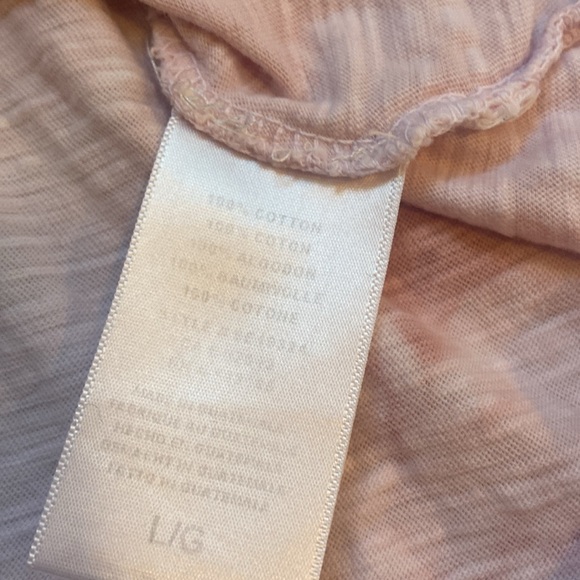 100% COTTON
100% COTON
100% ALGODON
100% BAUMWOLLE
100% COTONE
STYLE #
MADE IN GUATEMALA
FABRIQUE AU GUATEMALA
HECHO EN GUATEMALA
GEMACHT IN GUATEMALA
FATTO IN GUATEMALA
L/G